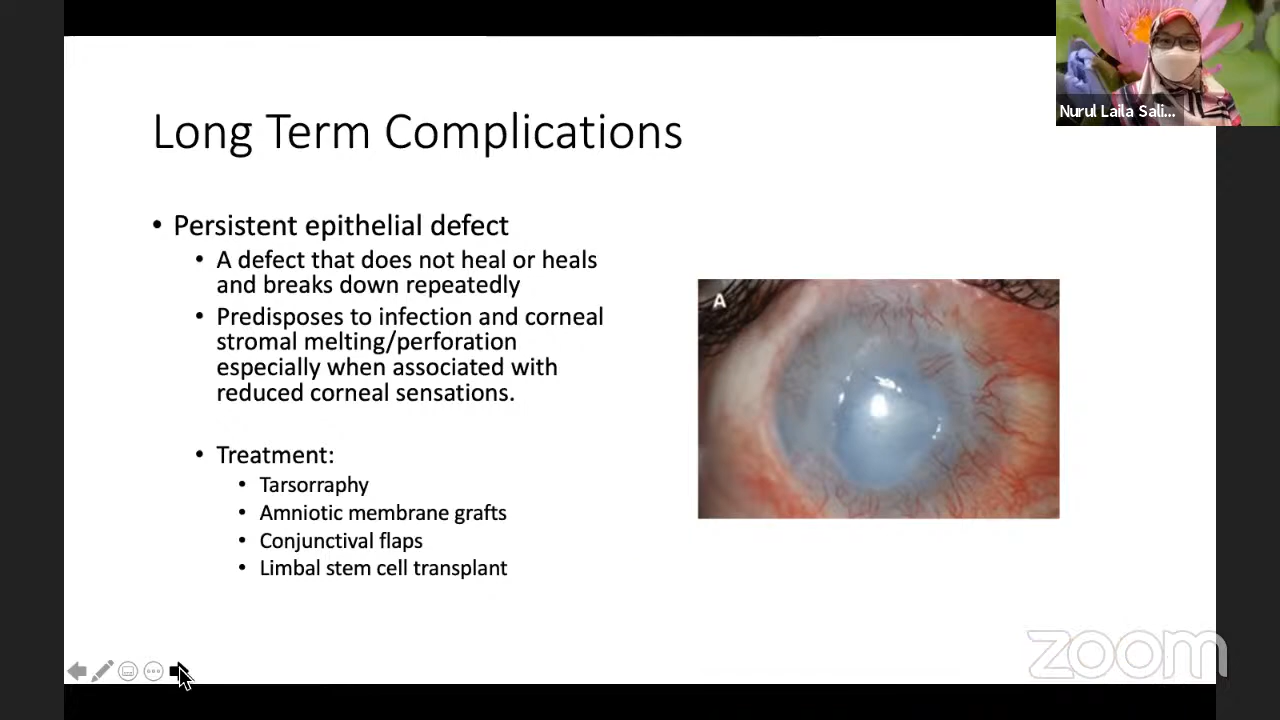 Nurul Laila Sali...
Long Term Complications
• Persistent epithelial defect
• A defect that does not heal or heals
and breaks down repeatedly
• Predisposes to infection and corneal
stromal melting/perforation
especially when associated with
reduced corneal sensations.
• Treatment:
• Tarsorraphy
• Amniotic membrane grafts
• Conjunctival flaps
• Limbal stem cell transplant
A
zoom